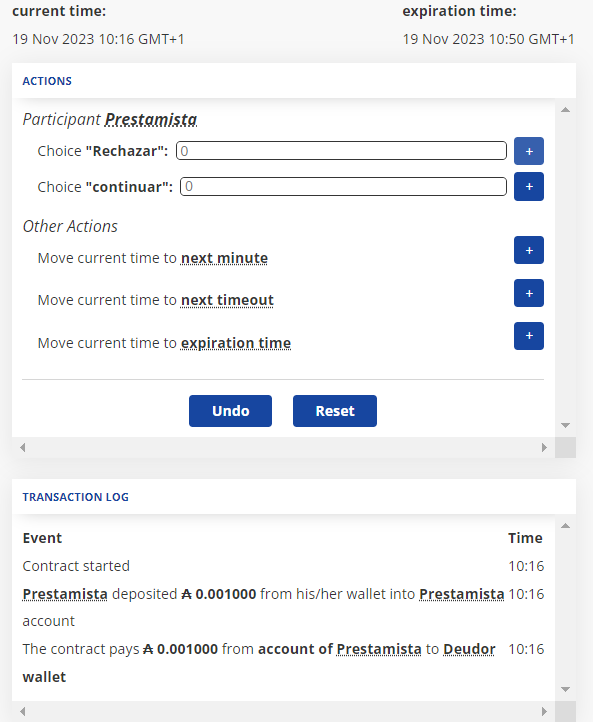 current time: expiration time:
19 Nov 2023 10:16 GMT+1 19 Nov 2023 10:50 GMT+1
ACTIONS
Participant Prestamista
Choice "Rechazar": 0 +
Choice "continuar": 0 +
Other Actions
Move current time to next minute +
Move current time to next timeout +
Move current time to expiration time +
Undo Reset
TRANSACTION LOG
Event Time
Contract started 10:16
Prestamista deposited ₳ 0.001000 from his/her wallet into Prestamista 10:16
account
The contract pays ₳ 0.001000 from account of Prestamista to Deudor 10:16
wallet